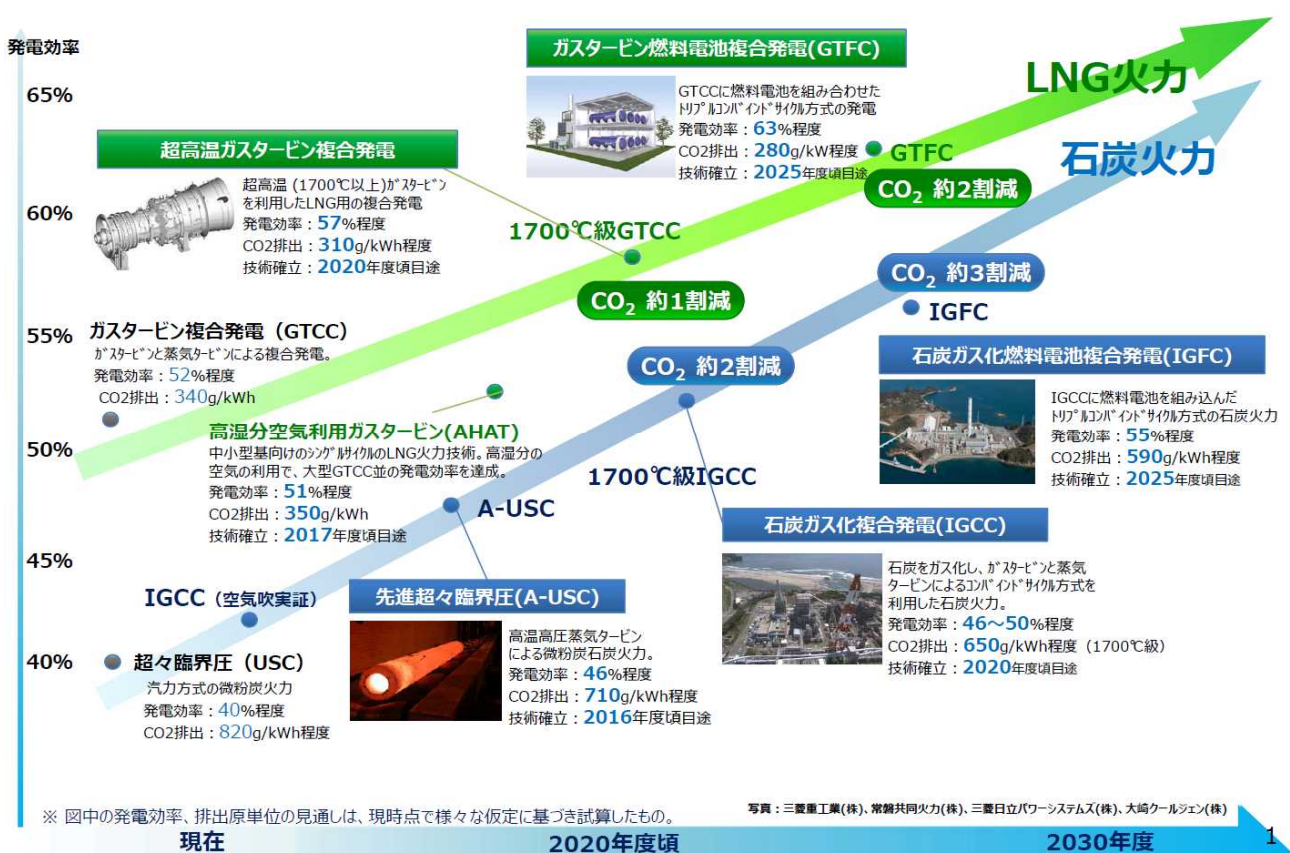 発電効率
65%
60%
55%
50%
45%
40%
ガスタービン燃料電池複合発電(GTFC)
GTCCに燃料電池を組み合わせた
トリプルコンバインドサイクル方式の発電
発電効率：63%程度
CO2排出：280g/kW程度
技術確立：2025年度頃目途
LNG火力
石炭火力
GTFC
CO2 約2割減
超高温ガスタービン複合発電
超高温 (1700℃以上)ガスタービン
を利用したLNG用の複合発電
発電効率：57%程度
CO2排出：310g/kWh程度
技術確立：2020年度頃目途
1700℃級GTCC
CO2 約1割減
CO2 約3割減
IGFC
ガスタービン複合発電（GTCC）
ガスタービンと蒸気タービンによる複合発電。
発電効率：52%程度
CO2排出：340g/kWh
CO2 約2割減
石炭ガス化燃料電池複合発電(IGFC)
IGCCに燃料電池を組み込んだ
トリプルコンバインドサイクル方式の石炭火力
発電効率：55%程度
CO2排出：590g/kWh程度
技術確立：2025年度頃目途
高湿分空気利用ガスタービン(AHAT)
中小型基向けのシングルサイクルのLNG火力技術。高湿分の
空気の利用で、大型GTCC並の発電効率を達成。
発電効率：51%程度
CO2排出：350g/kWh
技術確立：2017年度頃目途
1700℃級IGCC
A-USC
石炭ガス化複合発電(IGCC)
石炭をガス化し、ガスタービンと蒸気
タービンによるコンバインドサイクル方式を
利用した石炭火力。
発電効率：46～50%程度
CO2排出：650g/kWh程度（1700℃級）
技術確立：2020年度頃目途
IGCC（空気吹実証）
先進超々臨界圧(A-USC)
高温高圧蒸気タービン
による微粉炭石炭火力。
発電効率：46%程度
CO2排出：710g/kWh程度
技術確立：2016年度頃目途
超々臨界圧（USC）
汽力方式の微粉炭火力
発電効率：40%程度
CO2排出：820g/kWh程度
※ 図中の発電効率、排出原単位の見通しは、現時点で様々な仮定に基づき試算したもの。
写真：三菱重工業(株)、常磐共同火力(株)、三菱日立パワーシステムズ(株)、大崎クールジェン(株)
現在
2020年度頃
2030年度
1